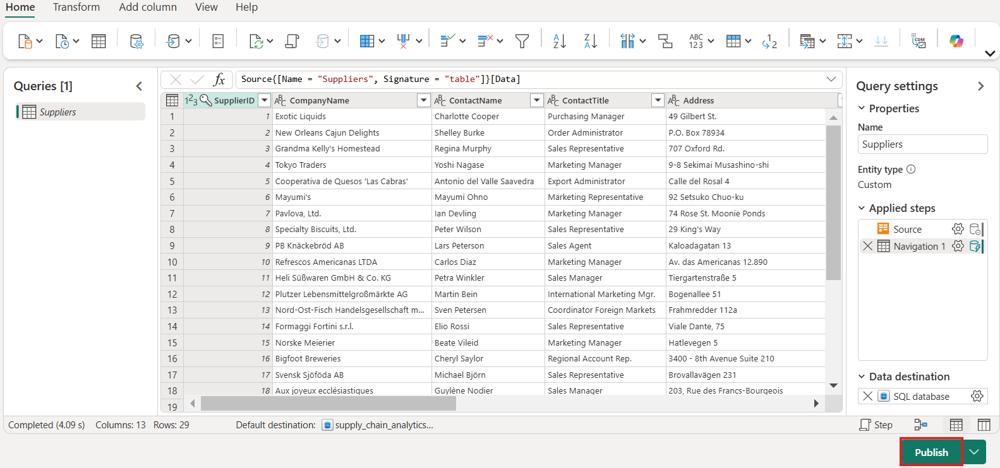 Home Transform Add column View Help
ABC
123
A
Z
Z
A
1
2
CDM
Queries [1]
Suppliers
fx Source{[Name = "Suppliers", Signature = "table"]}[Data]
123 SupplierID ABC CompanyName ABC ContactName ABC ContactTitle ABC Address
1 1 Exotic Liquids Charlotte Cooper Purchasing Manager 49 Gilbert St.
2 2 New Orleans Cajun Delights Shelley Burke Order Administrator P.O. Box 78934
3 3 Grandma Kelly's Homestead Regina Murphy Sales Representative 707 Oxford Rd.
4 4 Tokyo Traders Yoshi Nagase Marketing Manager 9-8 Sekimai Musashino-shi
5 5 Cooperativa de Quesos 'Las Cabras' Antonio del Valle Saavedra Export Administrator Calle del Rosal 4
6 6 Mayumi's Mayumi Ohno Marketing Representative 92 Setsuko Chuo-ku
7 7 Pavlova, Ltd. Ian Devling Marketing Manager 74 Rose St. Moonie Ponds
8 8 Specialty Biscuits, Ltd. Peter Wilson Sales Representative 29 King's Way
9 9 PB Knäckebröd AB Lars Peterson Sales Agent Kaloadagatan 13
10 10 Refrescos Americanas LTDA Carlos Diaz Marketing Manager Av. das Americanas 12.890
11 11 Heli Süßwaren GmbH & Co. KG Petra Winkler Sales Manager Tiergartenstraße 5
12 12 Plutzer Lebensmittelgroßmärkte AG Martin Bein International Marketing Mgr. Bogenallee 51
13 13 Nord-Ost-Fisch Handelsgesellschaft m... Sven Petersen Coordinator Foreign Markets Frahmredder 112a
14 14 Formaggi Fortini s.r.l. Elio Rossi Sales Representative Viale Dante, 75
15 15 Norske Meierier Beate Vileid Marketing Manager Hatlevegen 5
16 16 Bigfoot Breweries Cheryl Saylor Regional Account Rep. 3400 - 8th Avenue Suite 210
17 17 Svensk Sjöföda AB Michael Björn Sales Representative Brovallavägen 231
18 18 Aux joyeux ecclésiastiques Guylène Nodier Sales Manager 203, Rue des Francs-Bourgeois
19
Query settings
Properties
Name
Suppliers
Entity type
Custom
Applied steps
Source
Navigation 1
Data destination
SQL database
Completed (4.09 s) Columns: 13 Rows: 29 Default destination: supply_chain_analytics... Step
Publish